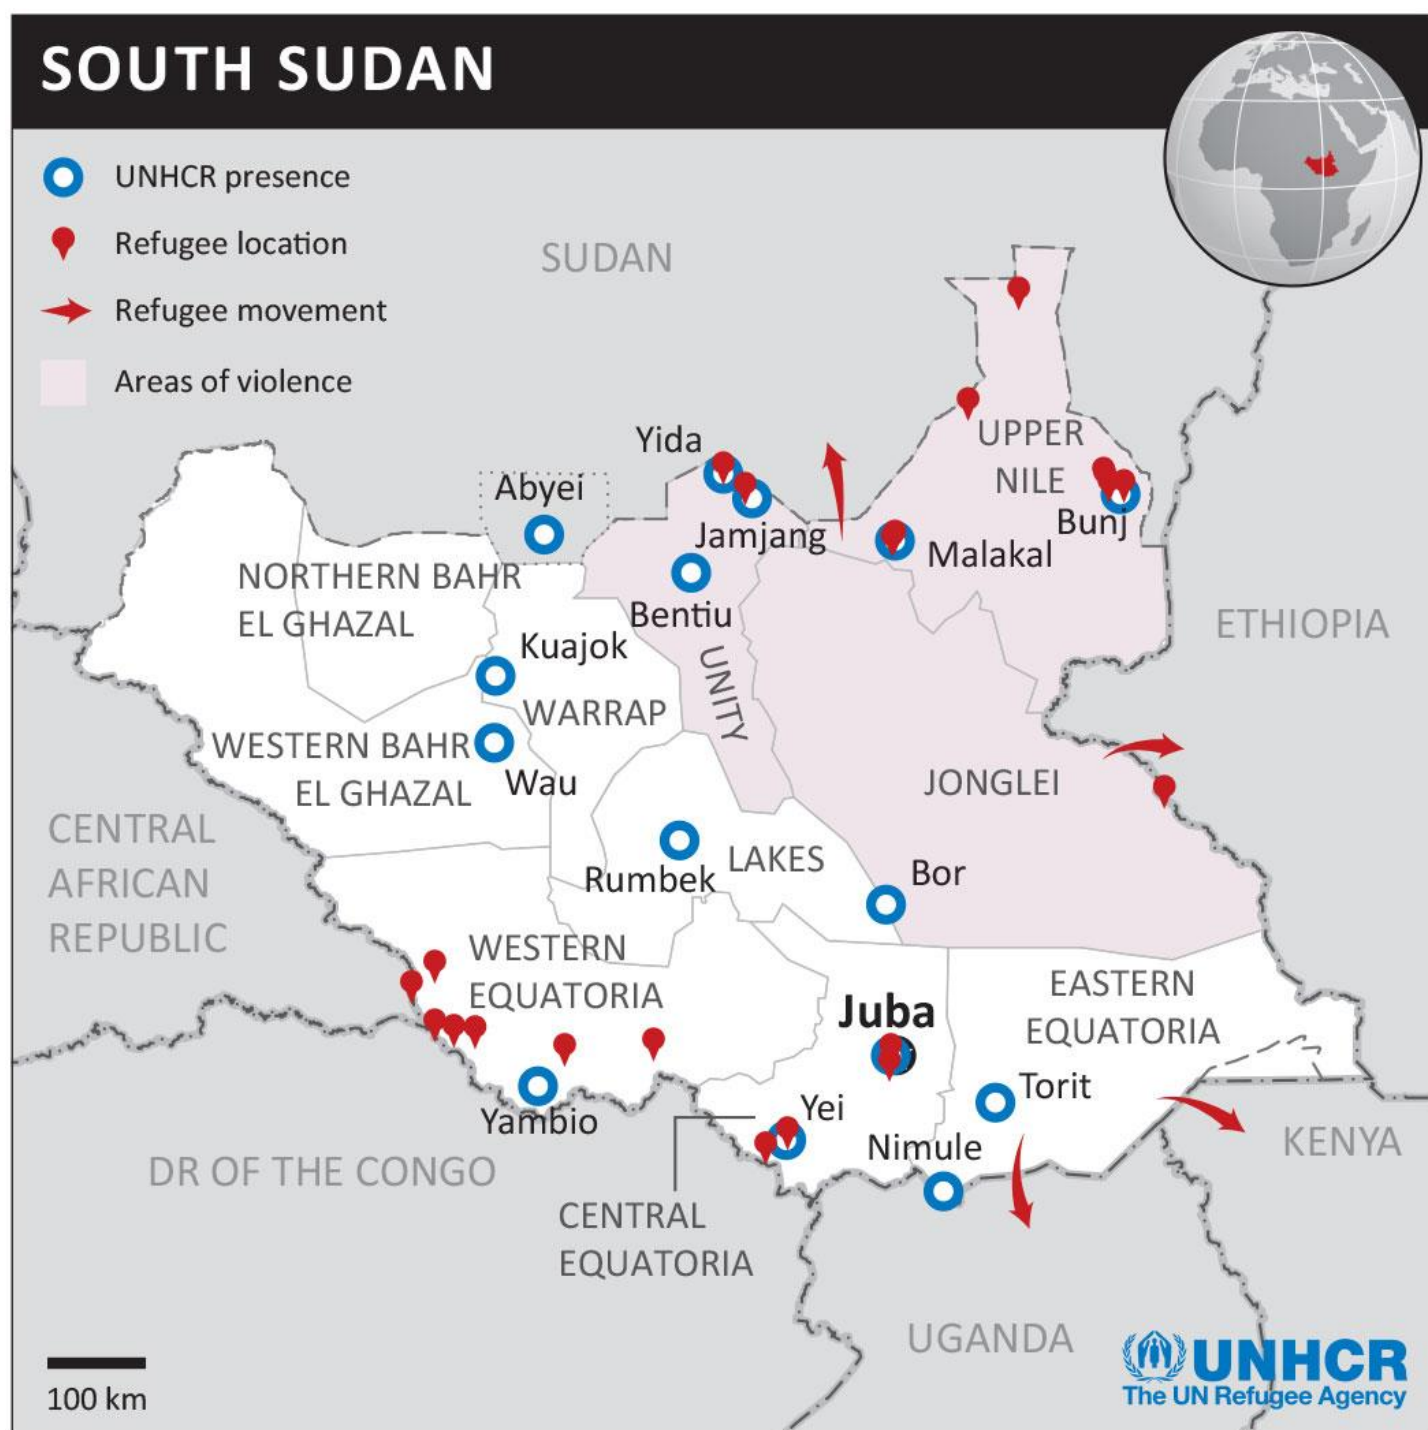 SOUTH SUDAN
UNHCR presence
Refugee location
Refugee movement
Areas of violence
SUDAN
Yida
UPPER
NILE
Abyei
Jamjang
Bunj
Malakal
NORTHERN BAHR
EL GHAZAL
Bentiu
ETHIOPIA
Kuajok
UNITY
WARRAP
WESTERN BAHR
EL GHAZAL
Wau
JONGLEI
CENTRAL
AFRICAN
REPUBLIC
LAKES
Rumbek
Bor
WESTERN
EQUATORIA
EASTERN
EQUATORIA
Juba
Torit
Yei
Yambio
Nimule
KENYA
DR OF THE CONGO
CENTRAL
EQUATORIA
UGANDA
100 km
UNHCR
The UN Refugee Agency